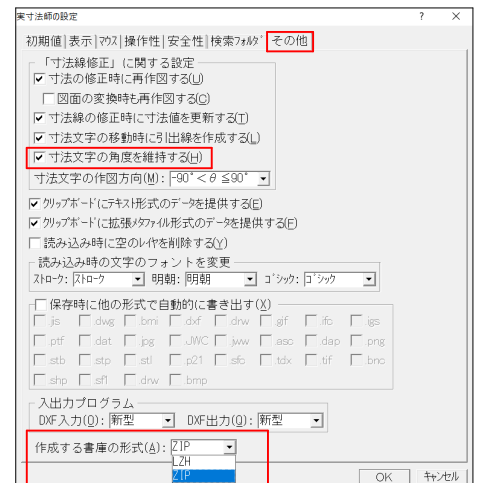 実寸法師の設定 ? ×
初期値 表示 マウス 操作性 安全性 検索フォルダ その他
「寸法線修正」に関する設定
寸法の修正時に再作図する(U)
図面の変換時も再作図する(C)
寸法線の修正時に寸法値を更新する(T)
寸法文字の移動時に引出線を作成する(L)
寸法文字の角度を維持する(H)
寸法文字の作図方向(M): -90°<θ≦90°
クリップボードにテキスト形式のデータを提供する(E)
クリップボードに拡張メタファイル形式のデータを提供する(F)
読み込み時に空のレイヤを削除する(Y)
読み込み時の文字のフォントを変更
ストローク: ストローク 明朝: 明朝 ゴシック: ゴシック
保存時に他の形式で自動的に書き出す(X)
.jis .dwg .bmi .dxf .drw .gif .ifc .igs
.ptf .dat .jpg .JWC .jww .asc .dap .png
.stb .stp .stl .p21 .sfc .tdx .tif .bnc
.shp .sf1 .drw .bmp
入出力プログラム
DXF入力(0): 新型 DXF出力(0): 新型
作成する書庫の形式(A): ZIP
LZH
ZIP
OK キャンセル